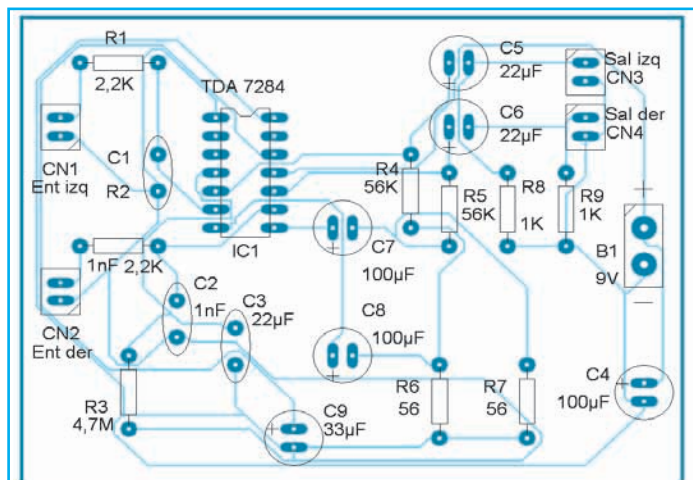 R1
2,2K
TDA 7284
C5
22µF
Sal izq
CN3
C6
22µF
Sal der
CN4
CN1
Ent izq
C1
R2
R4
56K
R5
56K
R8
1K
R9
1K
IC1
C7
100µF
B1
9V
+
−
1nF
2,2K
CN2
Ent der
C2
1nF
C3
22µF
C8
100µF
R3
4,7M
C9
33µF
R6
56
R7
56
C4
100µF
+
+
+
+
+
+